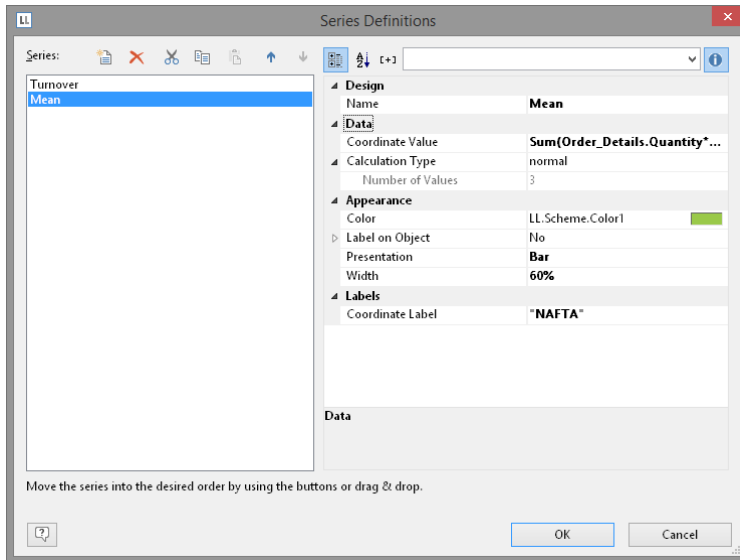 LL
Series Definitions
Series:
[+]
Turnover
Mean
Design
Name Mean
Data
Coordinate Value Sum{Order_Details.Quantity*...
Calculation Type normal
Number of Values 3
Appearance
Color LL.Scheme.Color1
Label on Object No
Presentation Bar
Width 60%
Labels
Coordinate Label "NAFTA"
Data
Move the series into the desired order by using the buttons or drag & drop.
OK Cancel